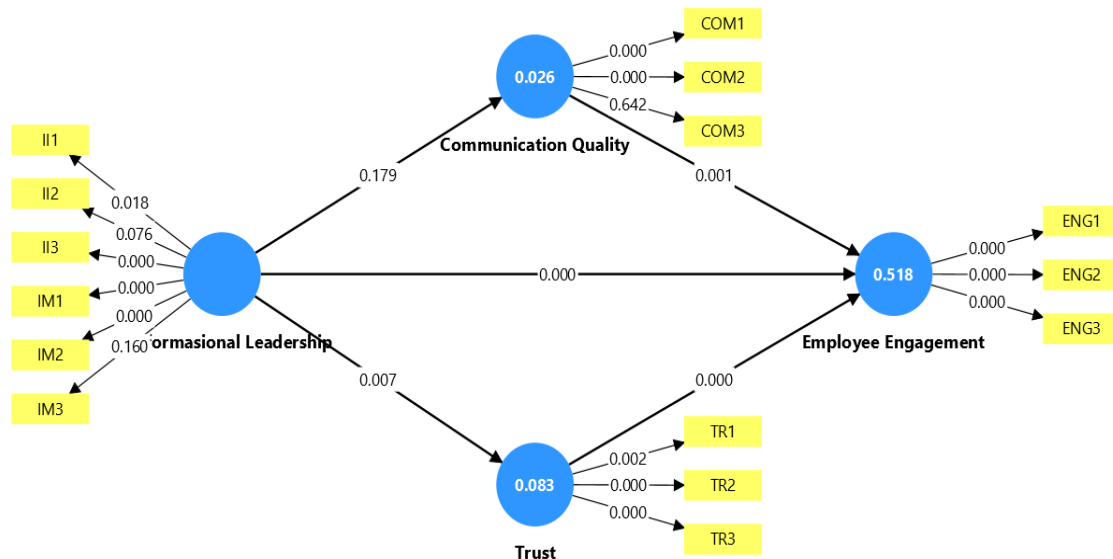 COM1
0.000
COM2
0.000
0.026
0.642
COM3
Communication Quality
II1
0.179
0.001
II2
0.018
ENG1
0.076
II3
0.000
0.000
0.000
0.000
ENG2
0.518
IM1
0.000
0.000
0.000
ENG3
IM2
0.160
ormasional Leadership
Employee Engagement
IM3
0.007
0.000
TR1
0.002
0.083
0.000
TR2
0.000
TR3
Trust